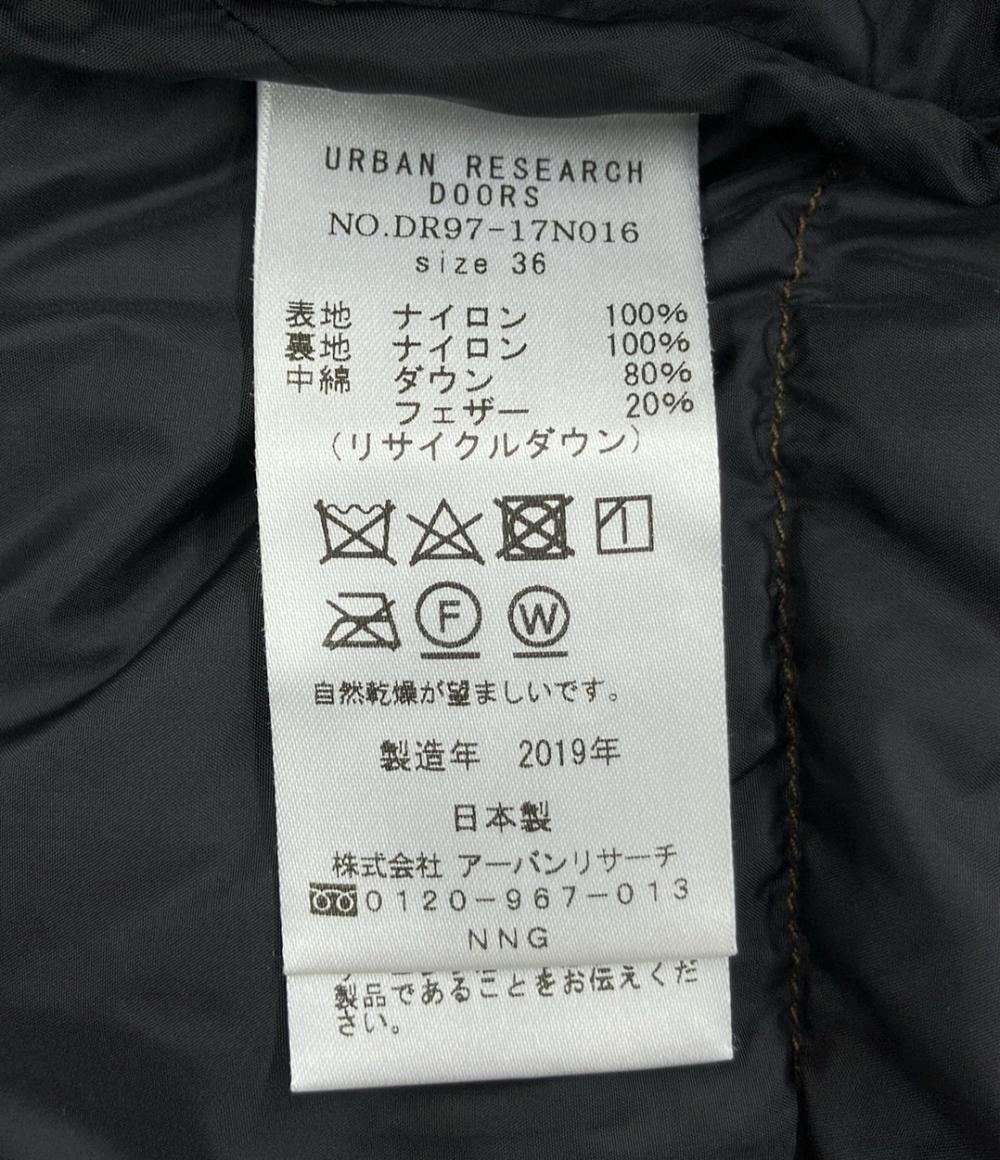 URBAN RESEARCH
DOORS
NO.DR97-17N016
size 36
表地 ナイロン 100%
裏地 ナイロン 100%
中綿 ダウン 80%
フェザー 20%
(リサイクルダウン)
F W
自然乾燥が望ましいです。
製造年 2019年
日本製
株式会社 アーバンリサーチ
0120-967-013
NNG
製品であることをお伝えくだ
さい。